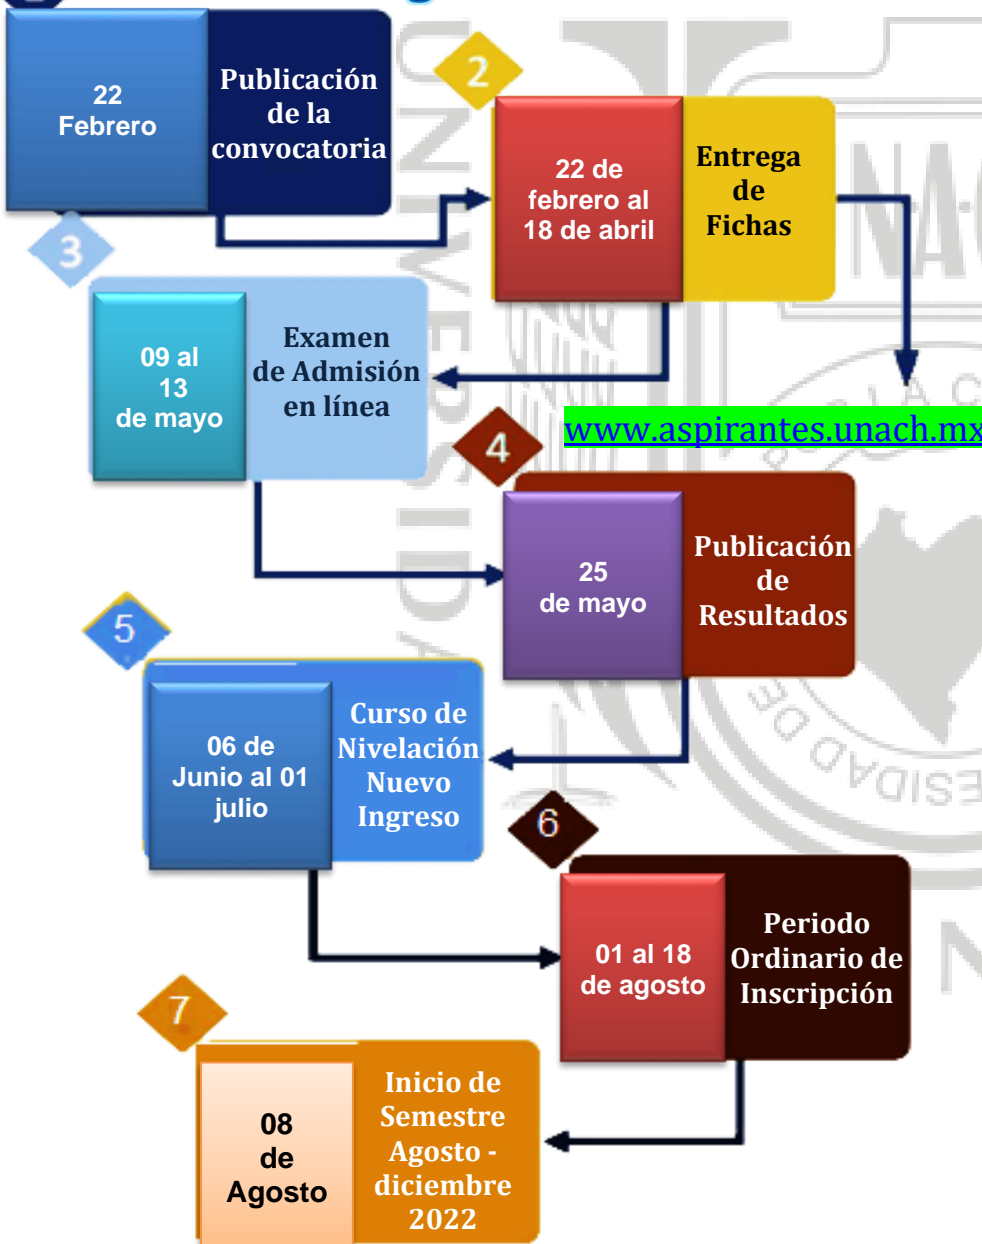 22
Febrero
Publicación
de la
convocatoria
2
22 de
febrero al
18 de abril
Entrega
de
Fichas
www.aspirantes.unach.mx
3
09 al
13
de mayo
Examen
de Admisión
en línea
4
25
de mayo
Publicación
de
Resultados
5
06 de
Junio al 01
julio
Curso de
Nivelación
Nuevo
Ingreso
6
01 al 18
de agosto
Periodo
Ordinario de
Inscripción
7
08
de
Agosto
Inicio de
Semestre
Agosto -
diciembre
2022
UNIVERSIDA